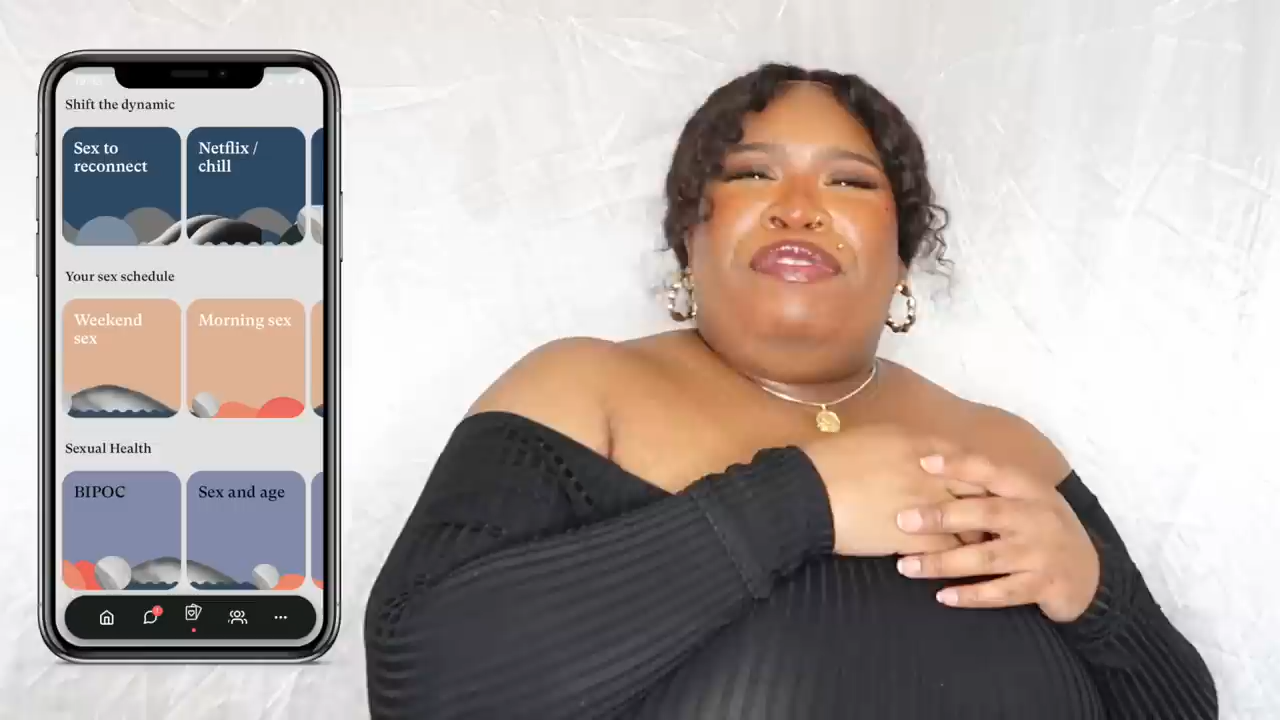 Shift the dynamic
Sex to
reconnect
Netflix /
chill
Your sex schedule
Weekend
sex
Morning sex
Sexual Health
BIPOC
Sex and age